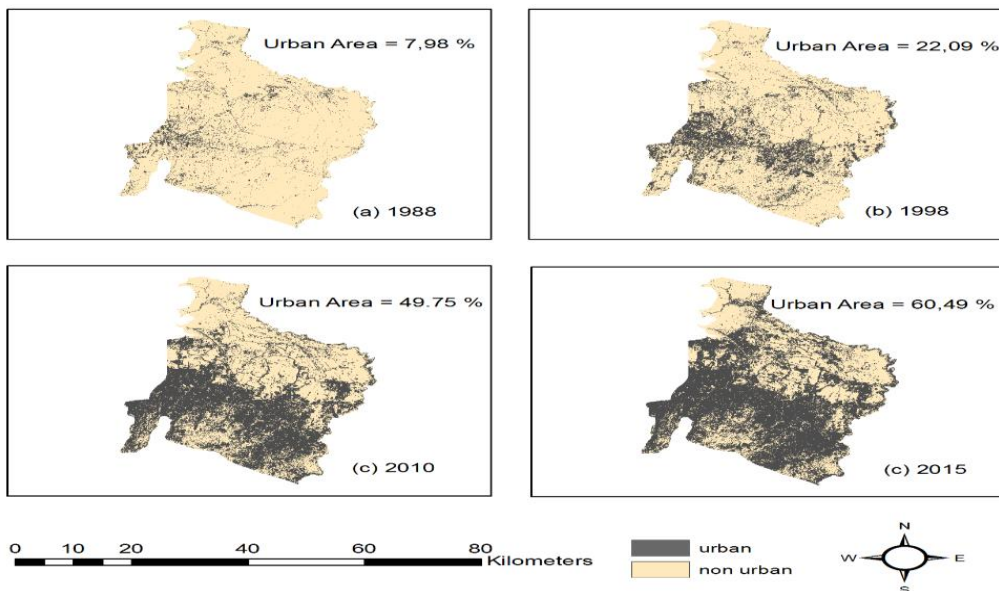 Urban Area = 7,98 %
(a) 1988
Urban Area = 22,09 %
(b) 1998
Urban Area = 49.75 %
(c) 2010
Urban Area = 60,49 %
(c) 2015
0 10 20 40 60 80
Kilometers
urban
non urban
N
W E
S